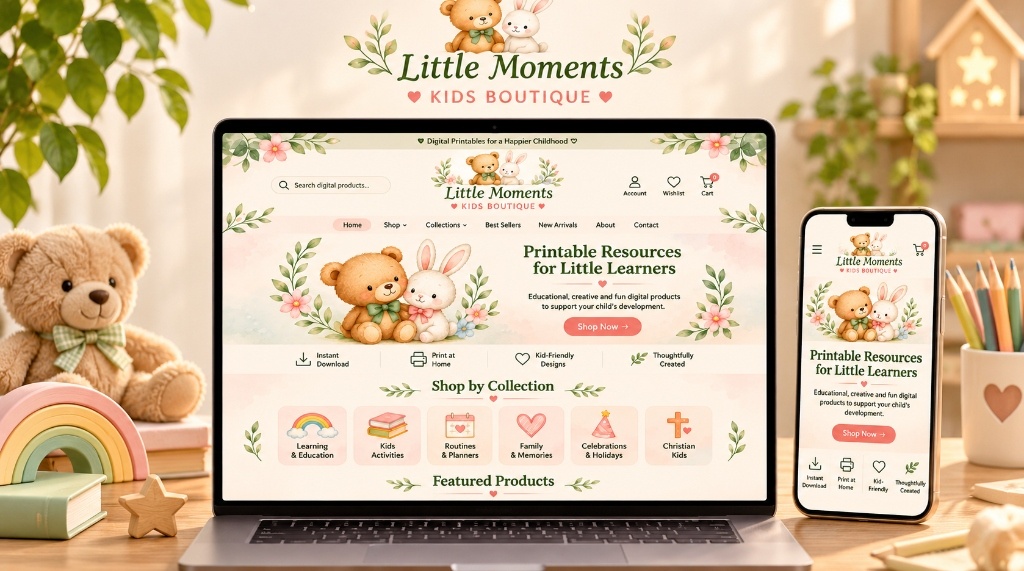 Little Moments
KIDS BOUTIQUE
Digital Printables for a Happier Childhood
Search digital products...
Little Moments
KIDS BOUTIQUE
Account
Wishlist
Cart
0
Home
Shop
Collections
Best Sellers
New Arrivals
About
Contact
Printable Resources
for Little Learners
Educational, creative and fun digital products
to support your child's development.
Shop Now →
Instant
Download
Print at
Home
Kid-Friendly
Designs
Thoughtfully
Created
Shop by Collection
Learning
& Education
Kids
Activities
Routines
& Planners
Family
& Memories
Celebrations
& Holidays
Christian
Kids
Featured Products
Little Moments
KIDS BOUTIQUE
0
Printable Resources
for Little Learners
Educational, creative and fun digital
products to support your child's
development.
Shop Now →
Instant
Download
Print at
Home
Kid-
Friendly
Thoughtfully
Created